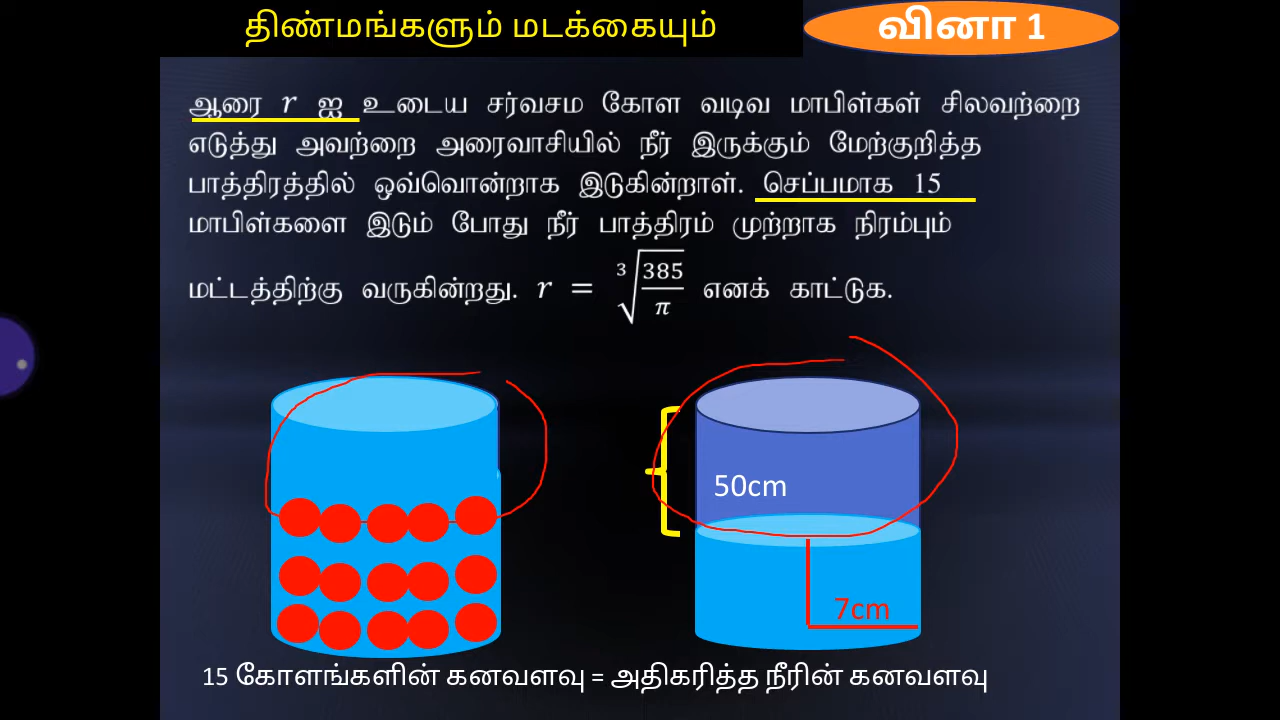 திண்மங்களும் மடக்கையும்
வினா 1
ஆரை r ஐ உடைய சர்வசம கோள வடிவ மாபிள்கள் சிலவற்றை
எடுத்து அவற்றை அரைவாசியில் நீர் இருக்கும் மேற்குறித்த
பாத்திரத்தில் ஒவ்வொன்றாக இடுகின்றாள். செப்பமாக 15
மாபிள்களை இடும் போது நீர் பாத்திரம் முற்றாக நிரம்பும்
மட்டத்திற்கு வருகின்றது. r = ∛(385/π) எனக் காட்டுக.
50cm
7cm
15 கோளங்களின் கனவளவு = அதிகரித்த நீரின் கனவளவு